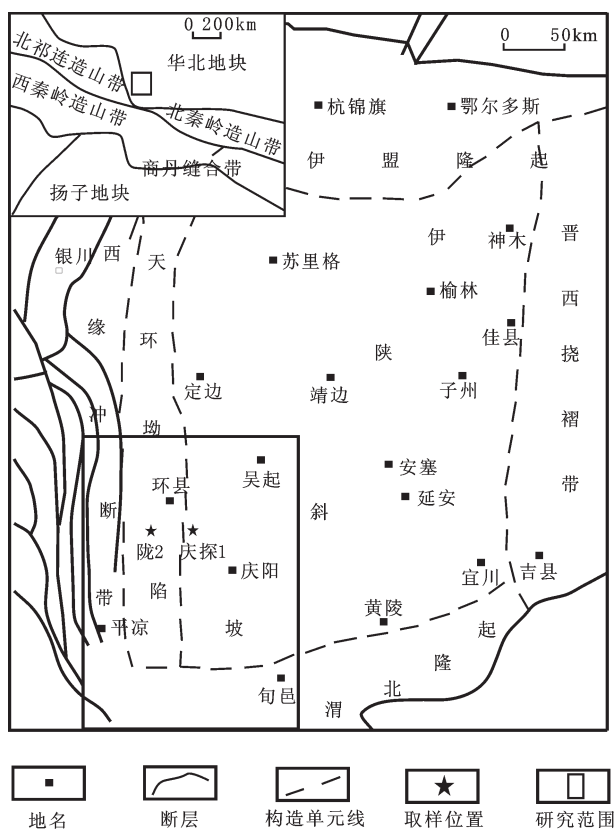 0 200km
北祁连造山带
华北地块
西秦岭造山带
北秦岭造山带
商丹缝合带
扬子地块
0 50km
杭锦旗
鄂尔多斯
伊盟隆起
银川
神木
苏里格
榆林
佳县
定边
靖边
子州
吴起
环县
安塞
延安
陇2
庆探1
庆阳
宜川
吉县
平凉
黄陵
旬邑
西缘冲断带
天环坳陷
伊陕斜坡
晋西挠褶带
渭北隆起
地名
断层
构造单元线
取样位置
研究范围